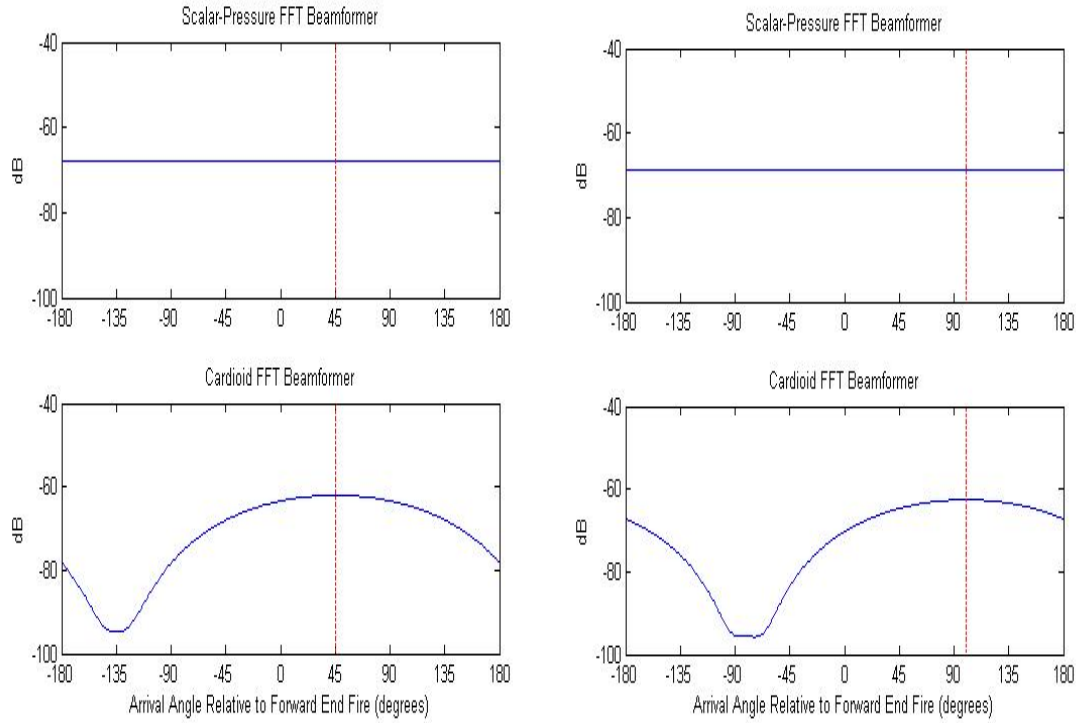 Scalar-Pressure FFT Beamformer
-40
-60
dB
-80
-100
-180 -135 -90 -45 0 45 90 135 180
Scalar-Pressure FFT Beamformer
-40
-60
dB
-80
-100
-180 -135 -90 -45 0 45 90 135 180
Cardioid FFT Beamformer
-40
-60
dB
-80
-100
-180 -135 -90 -45 0 45 90 135 180
Arrival Angle Relative to Forward End Fire (degrees)
Cardioid FFT Beamformer
-40
-60
dB
-80
-100
-180 -135 -90 -45 0 45 90 135 180
Arrival Angle Relative to Forward End Fire (degrees)